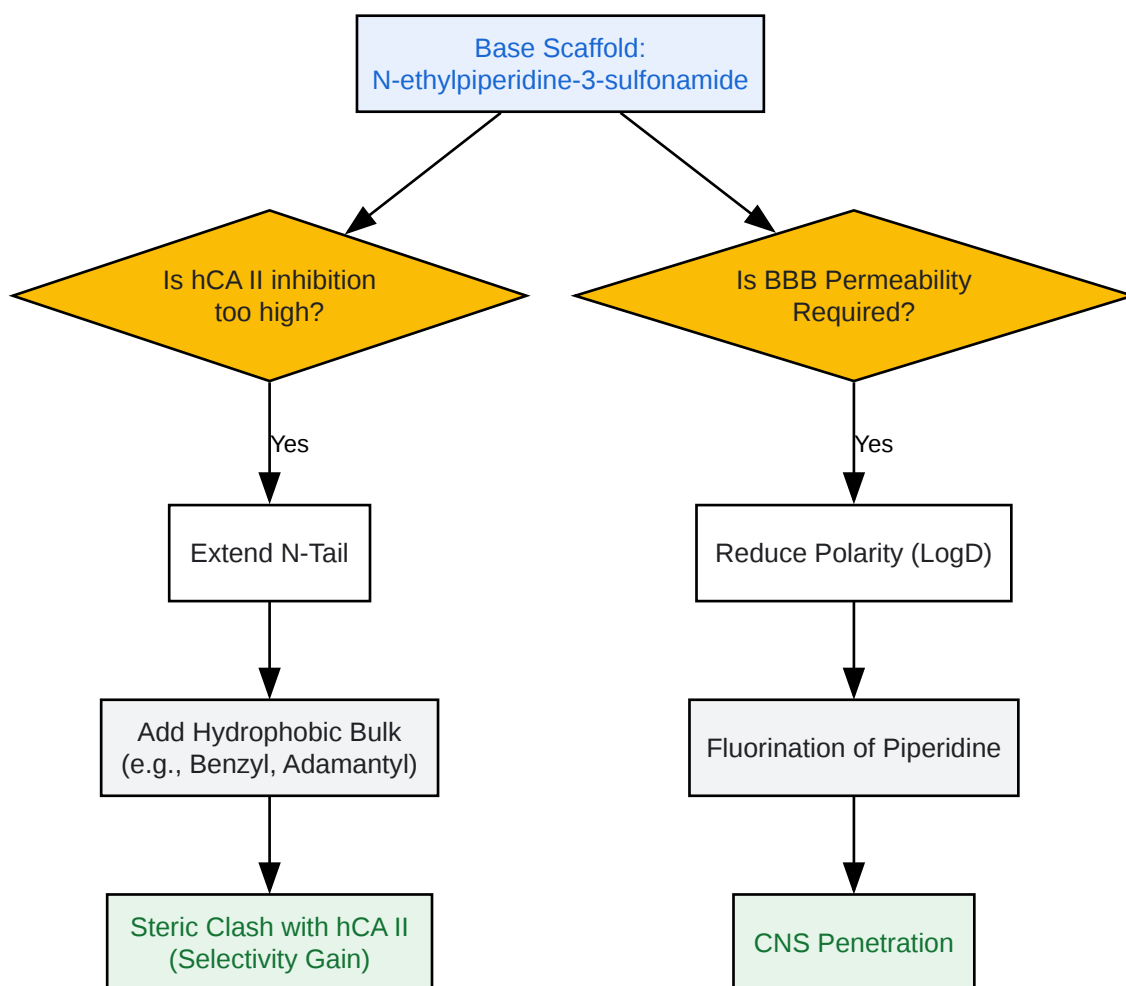 Base Scaffold:
N-ethylpiperidine-3-sulfonamide
Is hCA II inhibition
too high?
Is BBB Permeability
Required?
Yes
Yes
Extend N-Tail
Reduce Polarity (LogD)
Add Hydrophobic Bulk
(e.g., Benzyl, Adamantyl)
Fluorination of Piperidine
Steric Clash with hCA II
(Selectivity Gain)
CNS Penetration